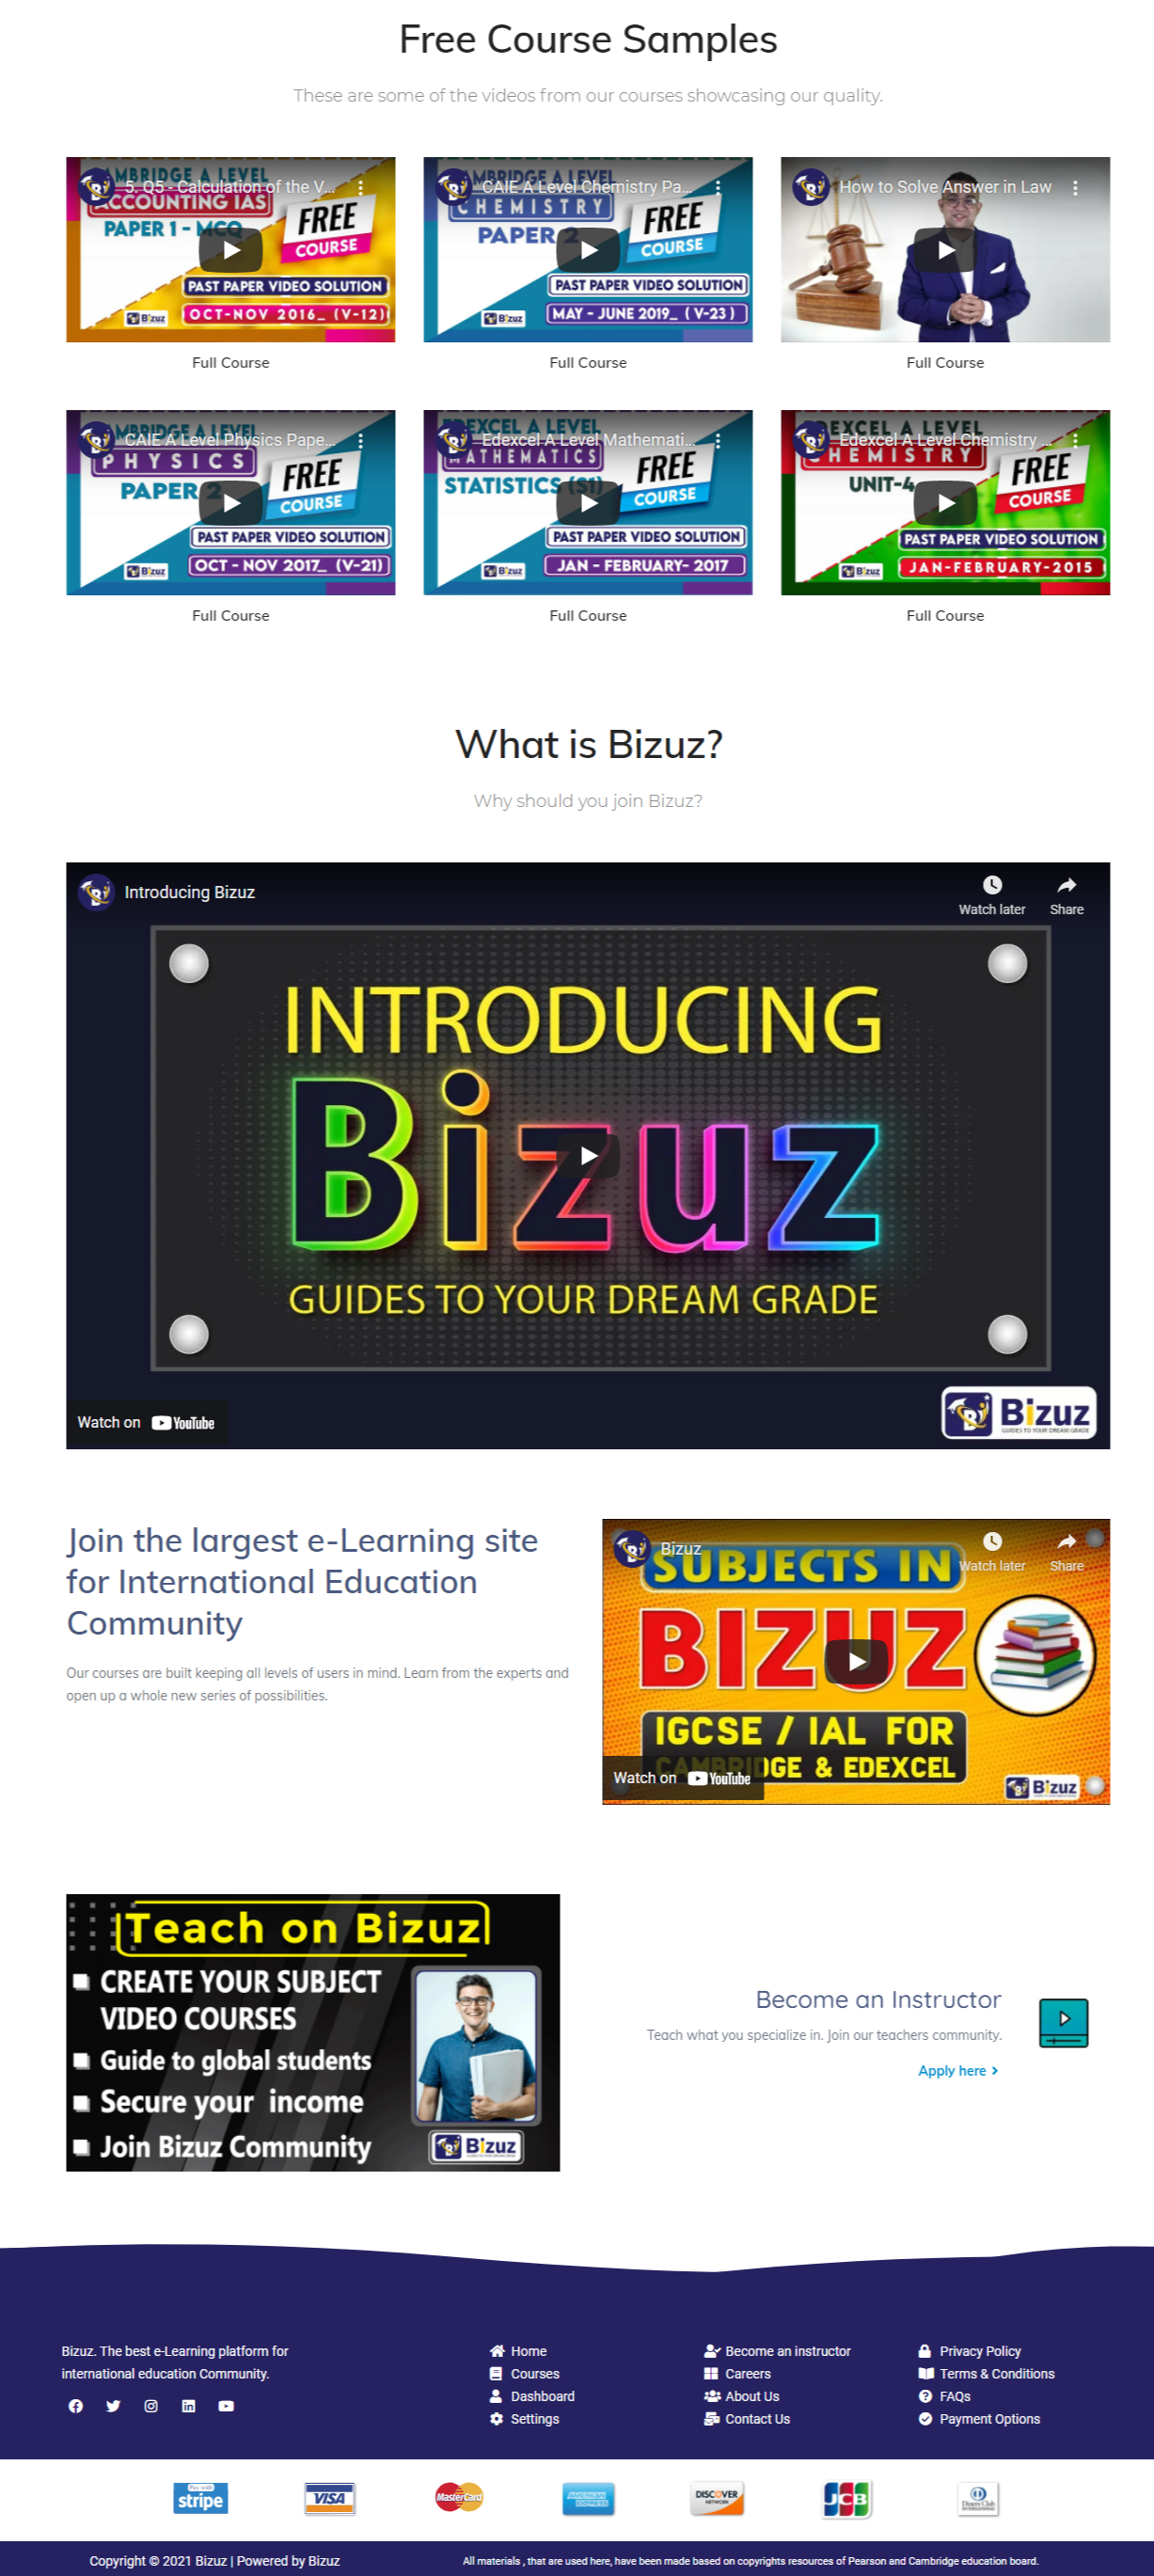 Free Course Samples
These are some of the videos from our courses showcasing our quality.
5. Q5 - Calculation of the V...
ACCOUNTING IAS
PAPER 1 - MCQ
FREE
COURSE
PAST PAPER VIDEO SOLUTION
OCT-NOV 2016_ (V-12)
Bizuz
CAIE A Level Chemistry Pa...
CHEMISTRY
PAPER 2
FREE
COURSE
PAST PAPER VIDEO SOLUTION
MAY - JUNE 2019_ ( V-23 )
Bizuz
How to Solve Answer in Law
Full Course
Full Course
Full Course
CAIE A Level Physics Pape...
PHYSICS
PAPER 2
FREE
COURSE
PAST PAPER VIDEO SOLUTION
OCT - NOV 2017_ (V-21)
Bizuz
Edexcel A Level Mathemati...
MATHEMATICS
STATISTICS (S1)
FREE
COURSE
PAST PAPER VIDEO SOLUTION
JAN - FEBRUARY- 2017
Bizuz
Edexcel A Level Chemistry ...
CHEMISTRY
UNIT-4
FREE
COURSE
PAST PAPER VIDEO SOLUTION
JAN-FEBRUARY-2015
Bizuz
Full Course
Full Course
Full Course
What is Bizuz?
Why should you join Bizuz?
Introducing Bizuz
Watch later
Share
INTRODUCING
Bizuz
GUIDES TO YOUR DREAM GRADE
Watch on YouTube
Bizuz
GUIDES TO YOUR DREAM GRADE
Join the largest e-Learning site
for International Education
Community
Our courses are built keeping all levels of users in mind. Learn from the experts and
open up a whole new series of possibilities.
Bizuz
Watch later
Share
SUBJECTS IN
BIZUZ
IGCSE / IAL FOR
CAMBRIDGE & EDEXCEL
Watch on YouTube
Bizuz
Teach on Bizuz
CREATE YOUR SUBJECT
VIDEO COURSES
Guide to global students
Secure your income
Join Bizuz Community
Bizuz
Become an Instructor
Teach what you specialize in. Join our teachers community.
Apply here
Bizuz. The best e-Learning platform for
international education Community.
Home
Courses
Dashboard
Settings
Become an instructor
Careers
About Us
Contact Us
Privacy Policy
Terms & Conditions
FAQs
Payment Options
Pay with
stripe
VISA
MasterCard
AMERICAN EXPRESS
DISCOVER
NETWORK
JCB
Diners Club
INTERNATIONAL
Copyright © 2021 Bizuz | Powered by Bizuz
All materials , that are used here, have been made based on copyrights resources of Pearson and Cambridge education board.